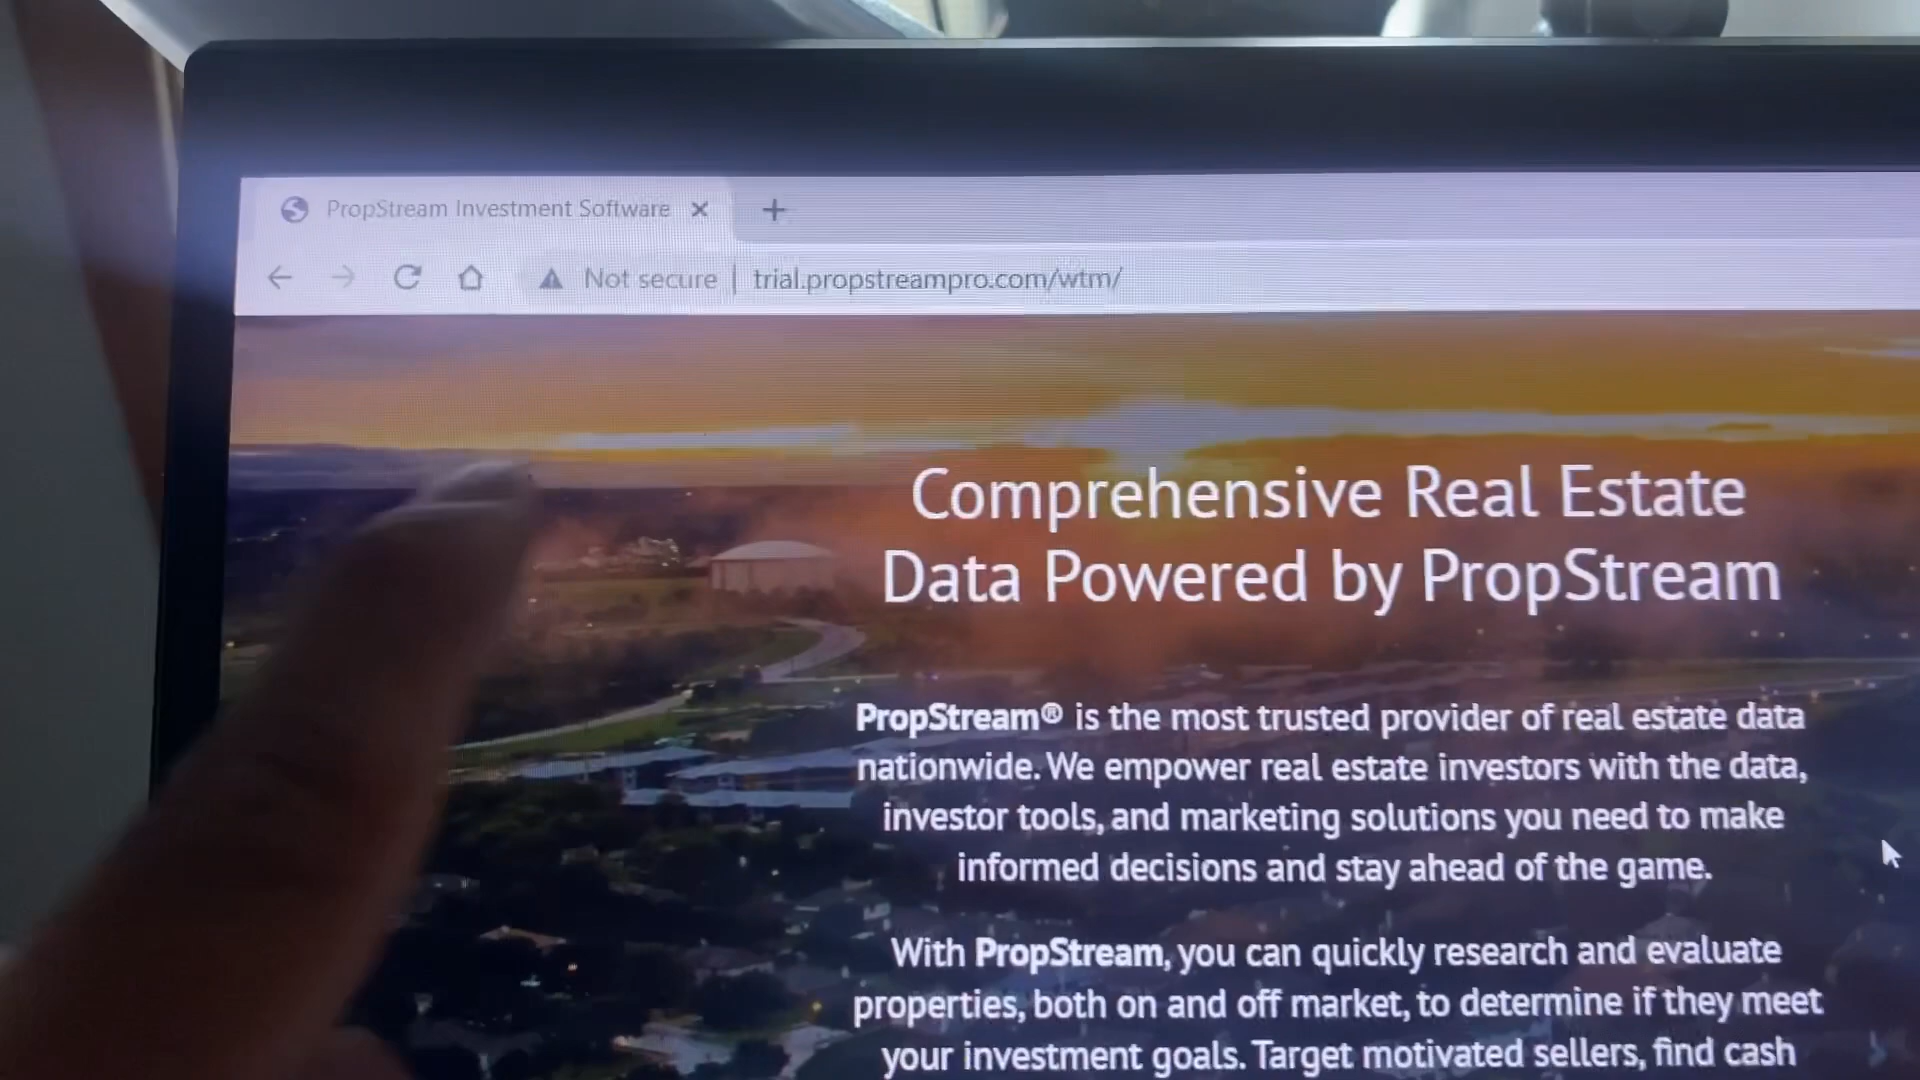 PropStream Investment Software
Not secure | trial.propstreampro.com/wtm/
Comprehensive Real Estate
Data Powered by PropStream
PropStream® is the most trusted provider of real estate data
nationwide. We empower real estate investors with the data,
investor tools, and marketing solutions you need to make
informed decisions and stay ahead of the game.
With PropStream, you can quickly research and evaluate
properties, both on and off market, to determine if they meet
your investment goals. Target motivated sellers, find cash